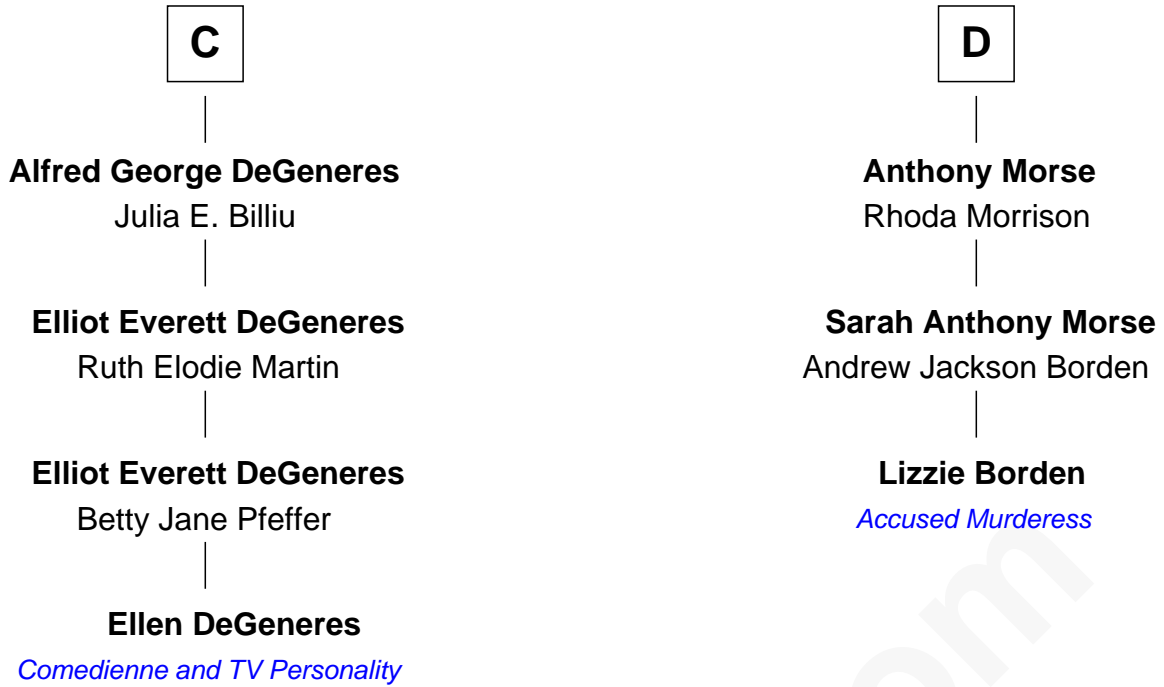 C
D
Alfred George DeGeneres
Julia E. Billiu
Anthony Morse
Rhoda Morrison
Elliot Everett DeGeneres
Ruth Elodie Martin
Sarah Anthony Morse
Andrew Jackson Borden
Elliot Everett DeGeneres
Betty Jane Pfeffer
Lizzie Borden
Accused Murderess
Ellen DeGeneres
Comedienne and TV Personality
om